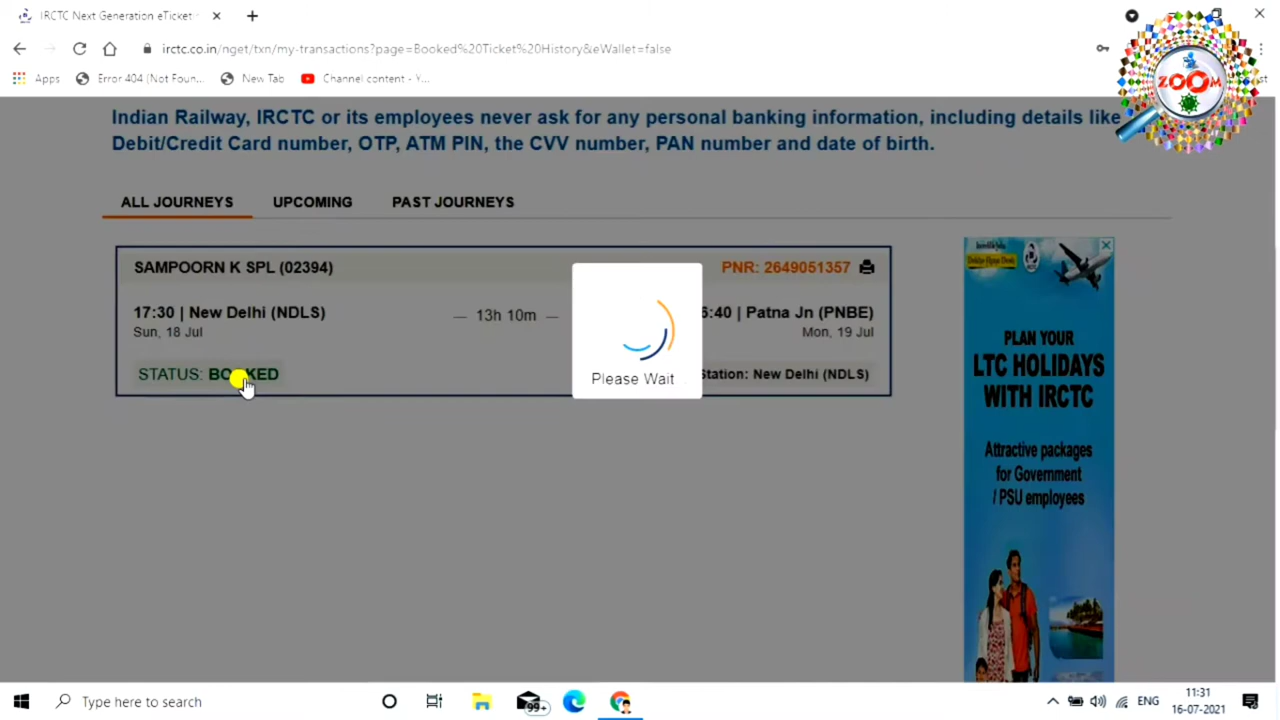 IRCTC Next Generation eTicket
irctc.co.in/nget/txn/my-transactions?page=Booked%20Ticket%20History&eWallet=false
Apps Error 404 (Not Foun... New Tab Channel content - Y...
ZOOM
Indian Railway, IRCTC or its employees never ask for any personal banking information, including details like
Debit/Credit Card number, OTP, ATM PIN, the CVV number, PAN number and date of birth.
ALL JOURNEYS UPCOMING PAST JOURNEYS
SAMPOORN K SPL (02394) PNR: 2649051357
17:30 | New Delhi (NDLS) — 13h 10m — 6:40 | Patna Jn (PNBE)
Sun, 18 Jul Mon, 19 Jul
STATUS: BOOKED Station: New Delhi (NDLS)
Please Wait
PLAN YOUR
LTC HOLIDAYS
WITH IRCTC
Attractive packages
for Government
/ PSU employees
Type here to search 99+ ENG 11:31
16-07-2021